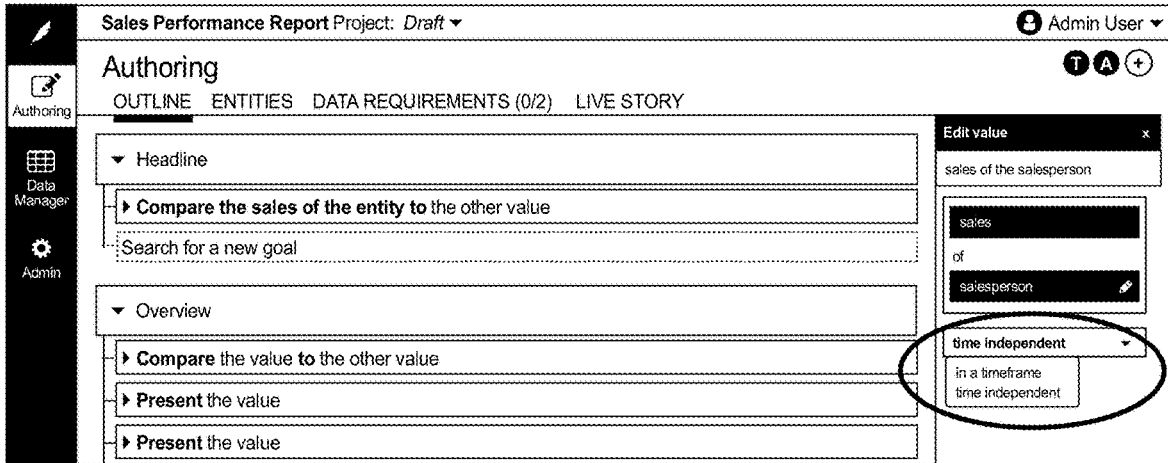 Sales Performance Report Project: Draft
Admin User
Authoring
T A +
OUTLINE ENTITIES DATA REQUIREMENTS (0/2) LIVE STORY
Authoring
Data
Manager
Admin
Headline
Compare the sales of the entity to the other value
Search for a new goal
Overview
Compare the value to the other value
Present the value
Present the value
Edit value x
sales of the salesperson
sales
of
salesperson
time independent
in a timeframe
time independent